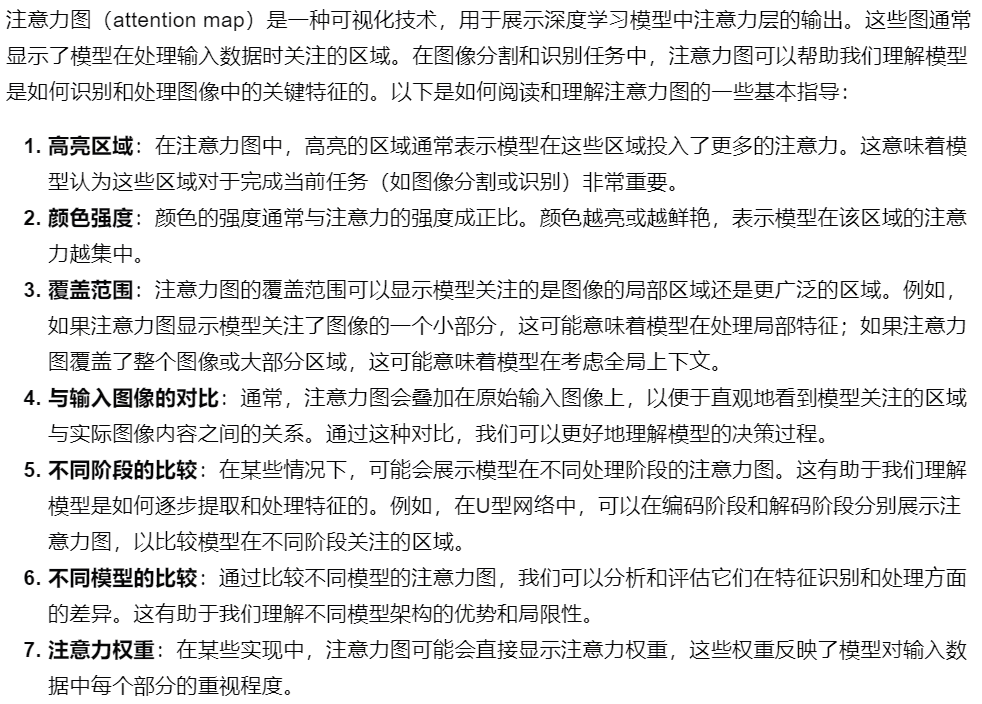 注意力图（attention map）是一种可视化技术，用于展示深度学习模型中注意力层的输出。这些图通常
显示了模型在处理输入数据时关注的区域。在图像分割和识别任务中，注意力图可以帮助我们理解模型
是如何识别和处理图像中的关键特征的。以下是如何阅读和理解注意力图的一些基本指导：
1. 高亮区域：在注意力图中，高亮的区域通常表示模型在这些区域投入了更多的注意力。这意味着模
型认为这些区域对于完成当前任务（如图像分割或识别）非常重要。
2. 颜色强度：颜色的强度通常与注意力的强度成正比。颜色越亮或越鲜艳，表示模型在该区域的注意
力越集中。
3. 覆盖范围：注意力图的覆盖范围可以显示模型关注的是图像的局部区域还是更广泛的区域。例如，
如果注意力图显示模型关注了图像的一个小部分，这可能意味着模型在处理局部特征；如果注意力
图覆盖了整个图像或大部分区域，这可能意味着模型在考虑全局上下文。
4. 与输入图像的对比：通常，注意力图会叠加在原始输入图像上，以便于直观地看到模型关注的区域
与实际图像内容之间的关系。通过这种对比，我们可以更好地理解模型的决策过程。
5. 不同阶段的比较：在某些情况下，可能会展示模型在不同处理阶段的注意力图。这有助于我们理解
模型是如何逐步提取和处理特征的。例如，在U型网络中，可以在编码阶段和解码阶段分别展示注
意力图，以比较模型在不同阶段关注的区域。
6. 不同模型的比较：通过比较不同模型的注意力图，我们可以分析和评估它们在特征识别和处理方面
的差异。这有助于我们理解不同模型架构的优势和局限性。
7. 注意力权重：在某些实现中，注意力图可能会直接显示注意力权重，这些权重反映了模型对输入数
据中每个部分的重视程度。